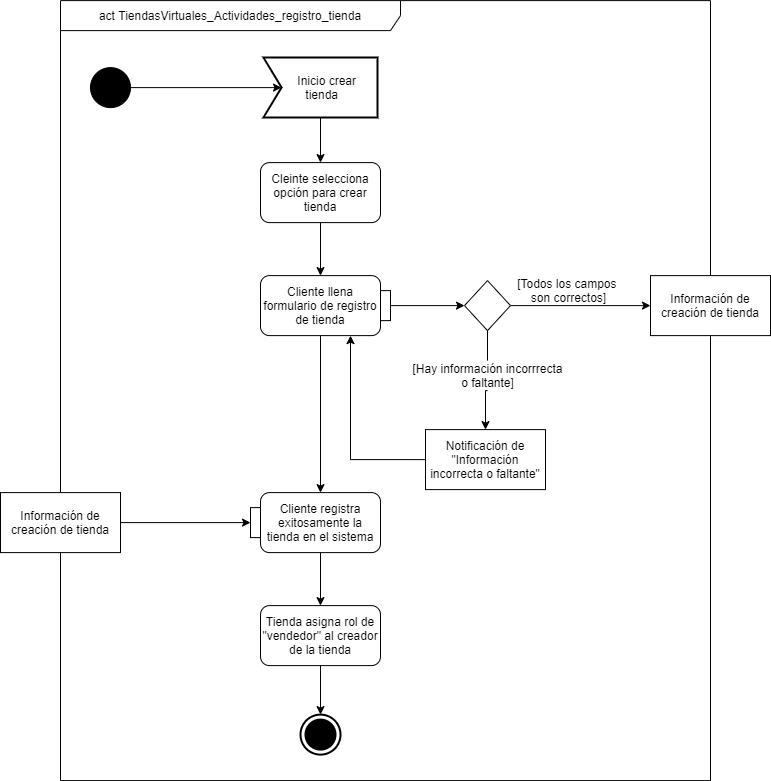 act TiendasVirtuales_Actividades_registro_tienda
Inicio crear
tienda
Cleinte selecciona
opción para crear
tienda
Cliente llena
formulario de registro
de tienda
[Todos los campos
son correctos]
Información de
creación de tienda
[Hay información incorrrecta
o faltante]
Notificación de
"Información
incorrecta o faltante"
Información de
creación de tienda
Cliente registra
exitosamente la
tienda en el sistema
Tienda asigna rol de
"vendedor" al creador
de la tienda